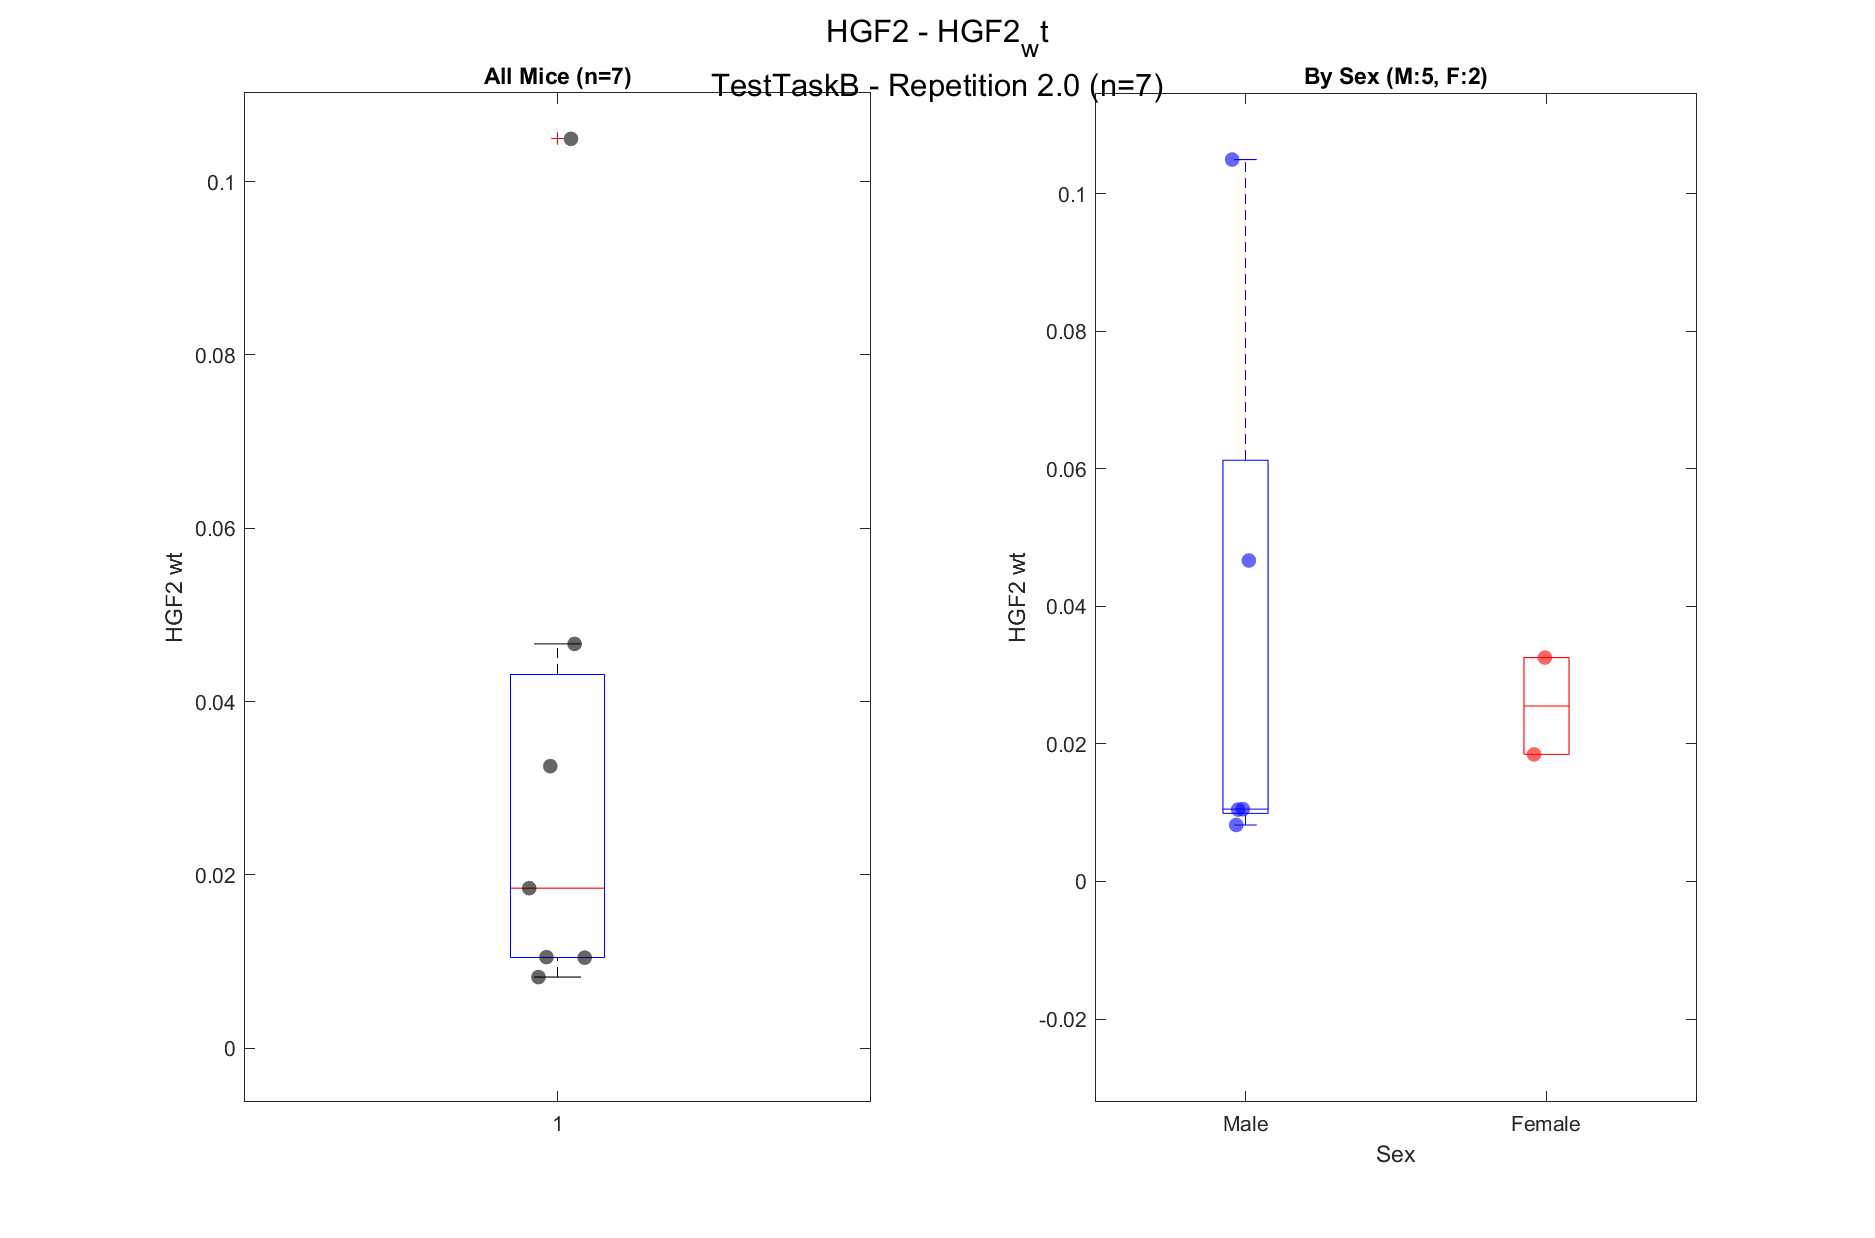 HGF2 - HGF2wt
TestTaskB - Repetition 2.0 (n=7)
All Mice (n=7)
0.1
0.08
0.06
0.04
0.02
0
HGF2 wt
1
By Sex (M:5, F:2)
0.1
0.08
0.06
0.04
0.02
0
-0.02
HGF2 wt
Male Female
Sex